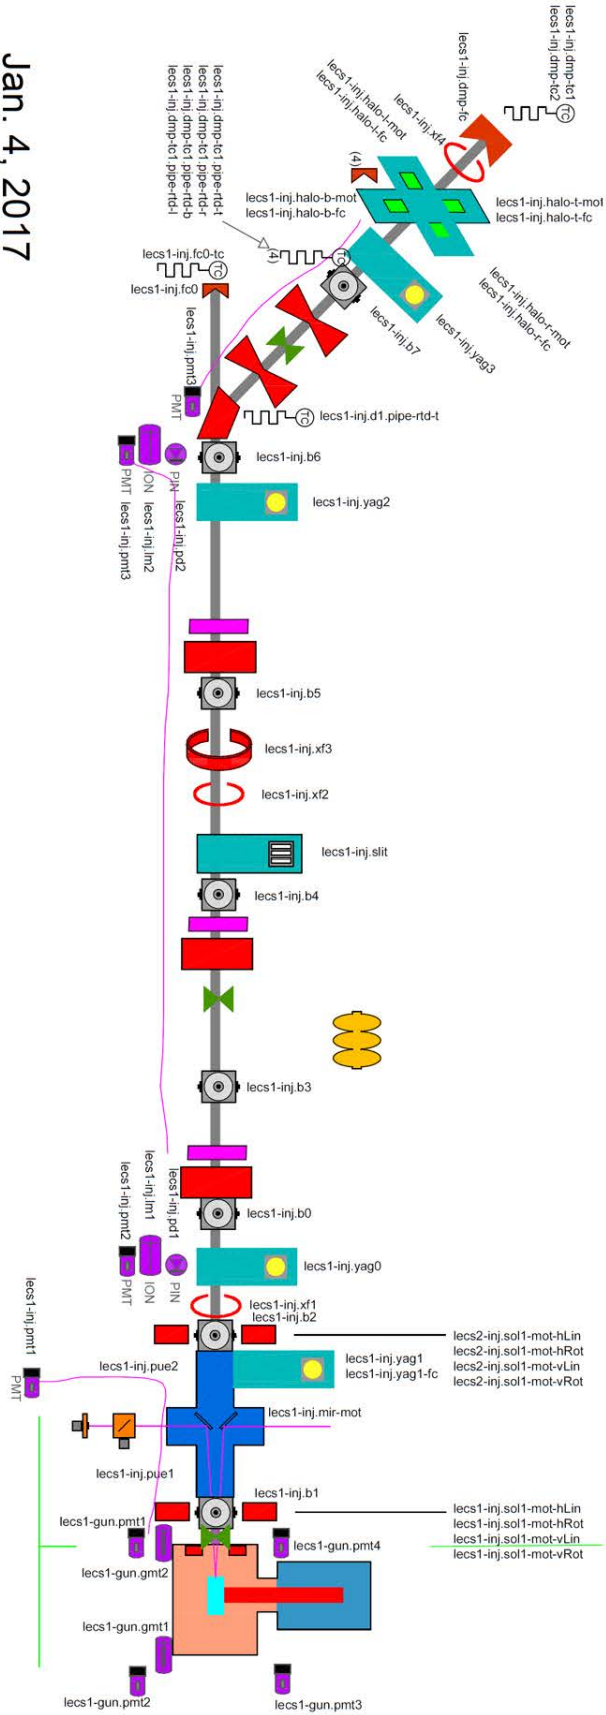 Jan. 4, 2017
lecs1-inj.dmp-tc1
lecs1-inj.dmp-tc2
TC
lecs1-inj.dmp-fc
lecs1-inj.xf4
lecs1-inj.halo-l-mot
lecs1-inj.halo-l-fc
(4)
lecs1-inj.halo-t-mot
lecs1-inj.halo-t-fc
lecs1-inj.halo-b-mot
lecs1-inj.halo-b-fc
lecs1-inj.halo-r-mot
lecs1-inj.halo-r-fc
lecs1-inj.dmp-tc1.pipe-rtd-t
lecs1-inj.dmp-tc1.pipe-rtd-r
lecs1-inj.dmp-tc1.pipe-rtd-b
lecs1-inj.dmp-tc1.pipe-rtd-l
(4)
TC
lecs1-inj.yag3
lecs1-inj.b7
lecs1-inj.fc0-tc
TC
lecs1-inj.fc0
lecs1-inj.pmt3
PMT
TC
lecs1-inj.d1.pipe-rtd-t
lecs1-inj.b6
PIN
lecs1-inj.pd2
ION
lecs1-inj.lm2
PMT
lecs1-inj.pmt3
lecs1-inj.yag2
lecs1-inj.b5
lecs1-inj.xf3
lecs1-inj.xf2
lecs1-inj.slit
lecs1-inj.b4
lecs1-inj.b3
lecs1-inj.b0
lecs1-inj.pd1
PIN
lecs1-inj.lm1
ION
lecs1-inj.pmt2
PMT
lecs1-inj.yag0
lecs1-inj.xf1
lecs1-inj.b2
lecs2-inj.sol1-mot-hLin
lecs2-inj.sol1-mot-hRot
lecs2-inj.sol1-mot-vLin
lecs2-inj.sol1-mot-vRot
lecs1-inj.yag1
lecs1-inj.yag1-fc
lecs1-inj.pmt1
PMT
lecs1-inj.pue2
lecs1-inj.mir-mot
lecs1-inj.pue1
lecs1-inj.b1
lecs1-inj.sol1-mot-hLin
lecs1-inj.sol1-mot-hRot
lecs1-inj.sol1-mot-vLin
lecs1-inj.sol1-mot-vRot
lecs1-gun.pmt1
lecs1-gun.pmt4
lecs1-gun.gmt2
lecs1-gun.gmt1
lecs1-gun.pmt2
lecs1-gun.pmt3